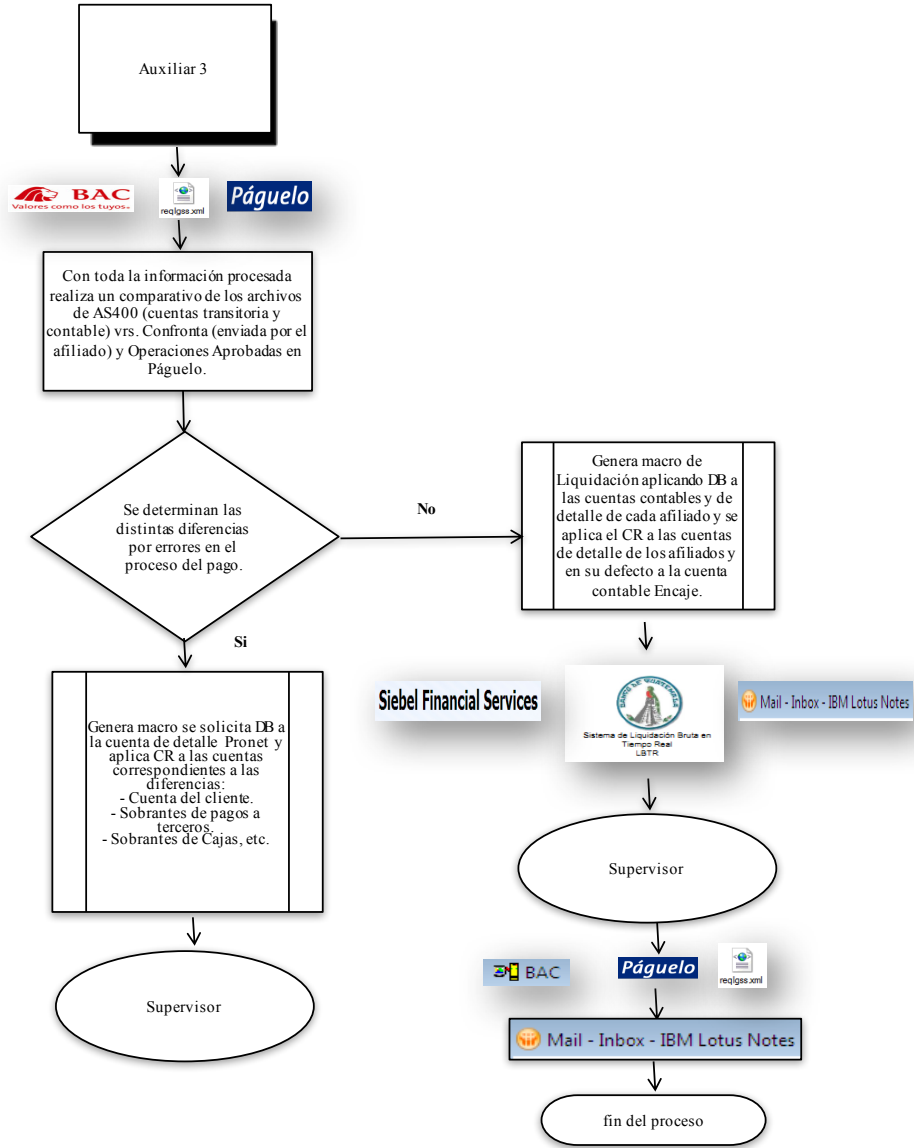 Auxiliar 3
BAC
Valores como los tuyos.
reqIgss.xml
Páguelo
Con toda la información procesada
realiza un comparativo de los archivos
de AS400 (cuentas transitoria y
contable) vrs. Confronta (enviada por el
afiliado) y Operaciones Aprobadas en
Páguelo.
Se determinan las
distintas diferencias
por errores en el
proceso del pago.
No
Genera macro de
Liquidación aplicando DB a
las cuentas contables y de
detalle de cada afiliado y se
aplica el CR a las cuentas
de detalle de los afiliados y
en su defecto a la cuenta
contable Encaje.
Si
Genera macro se solicita DB a
la cuenta de detalle Pronet y
aplica CR a las cuentas
correspondientes a las
diferencias:
- Cuenta del cliente.
- Sobrantes de pagos a
terceros.
- Sobrantes de Cajas, etc.
Supervisor
Siebel Financial Services
BANCO DE GUATEMALA
Sistema de Liquidación Bruta en
Tiempo Real
LBTR
Mail - Inbox - IBM Lotus Notes
Supervisor
BAC
Páguelo
reqIgss.xml
Mail - Inbox - IBM Lotus Notes
fin del proceso